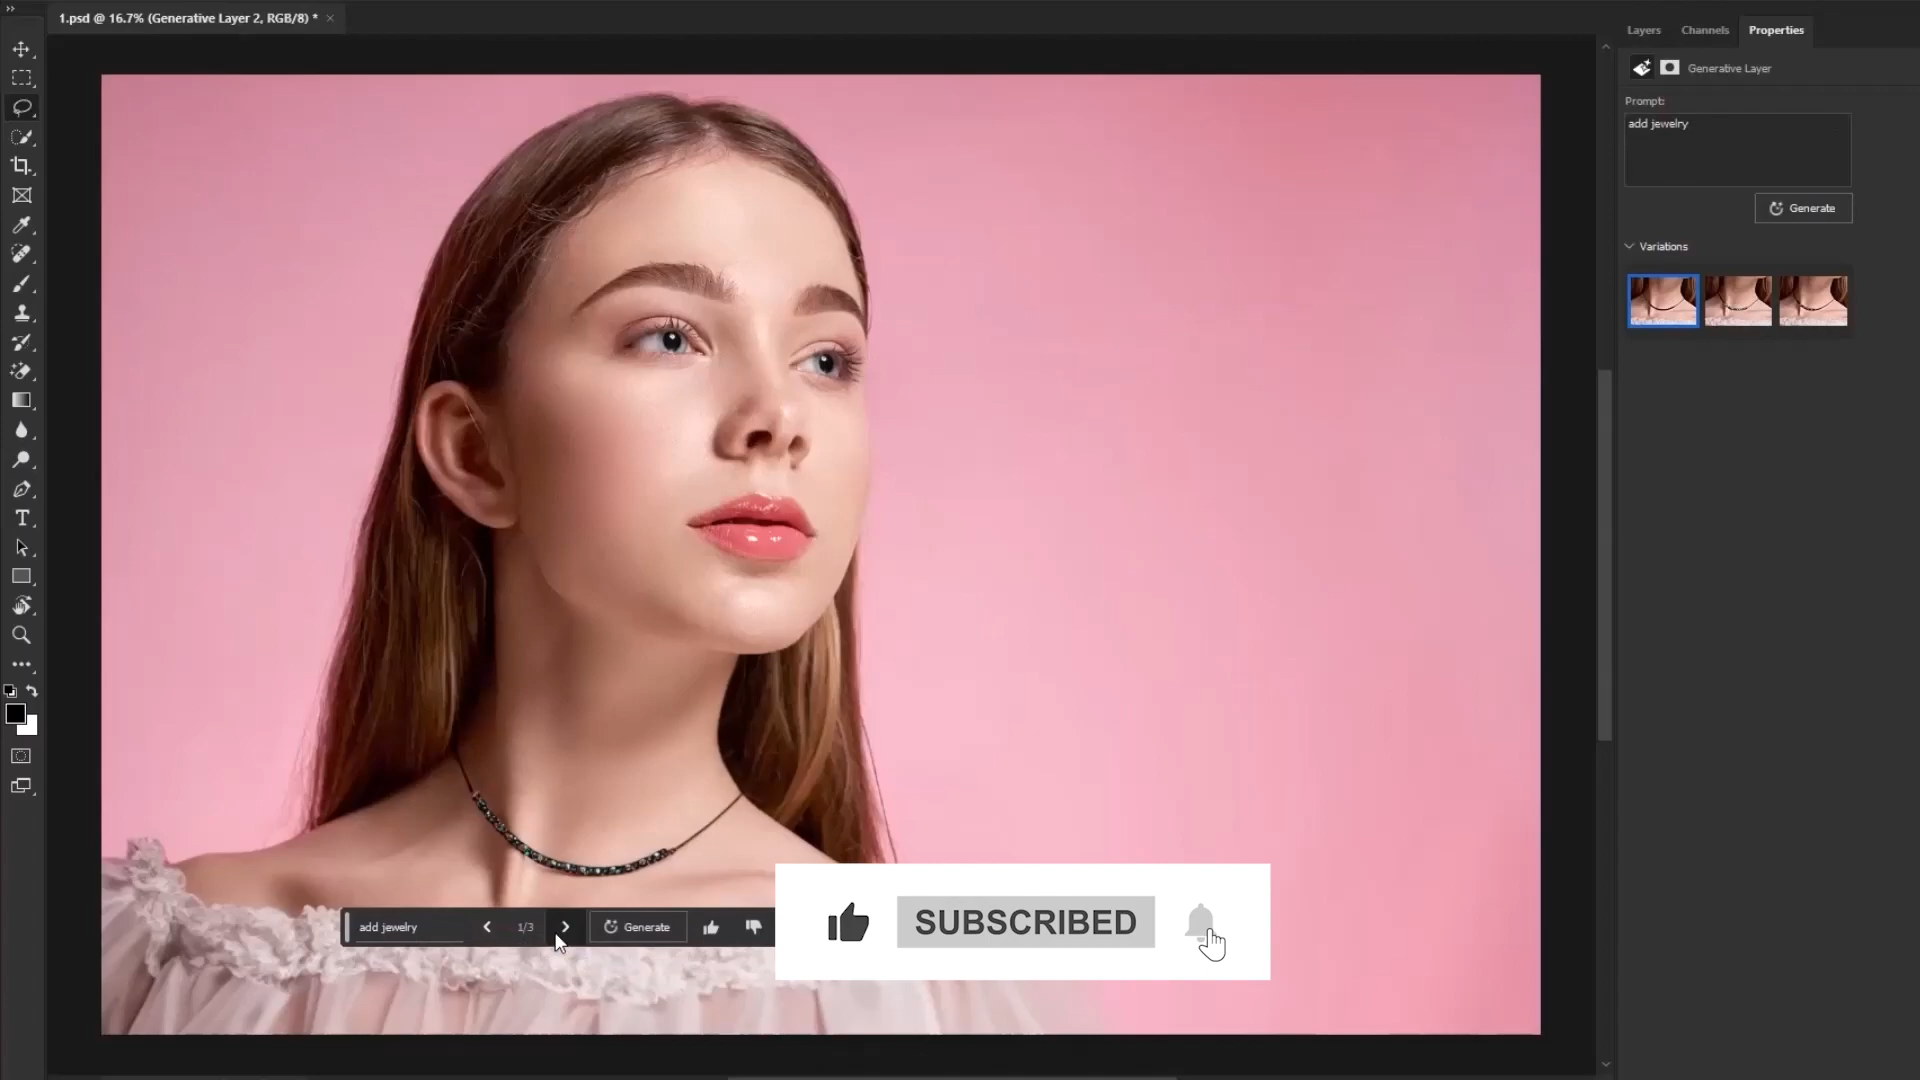 1.psd @ 16.7% (Generative Layer 2, RGB/8) *
Layers Channels Properties
Generative Layer
Prompt:
add jewelry
Generate
Variations
add jewelry 1/3 Generate
SUBSCRIBED